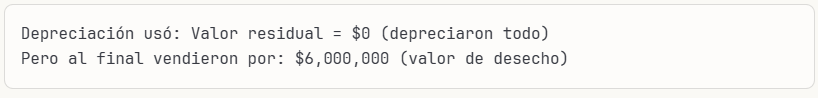 Depreciación usó: Valor residual = $0 (depreciaron todo)
Pero al final vendieron por: $6,000,000 (valor de desecho)